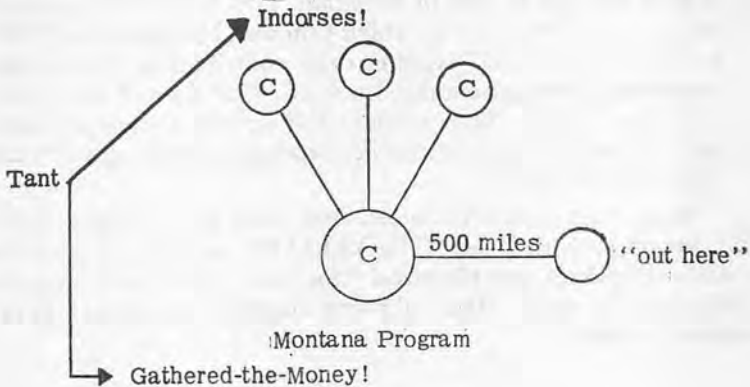 Indorses!
C C C
Tant
C 500 miles "out here"
Montana Program
Gathered-the-Money!